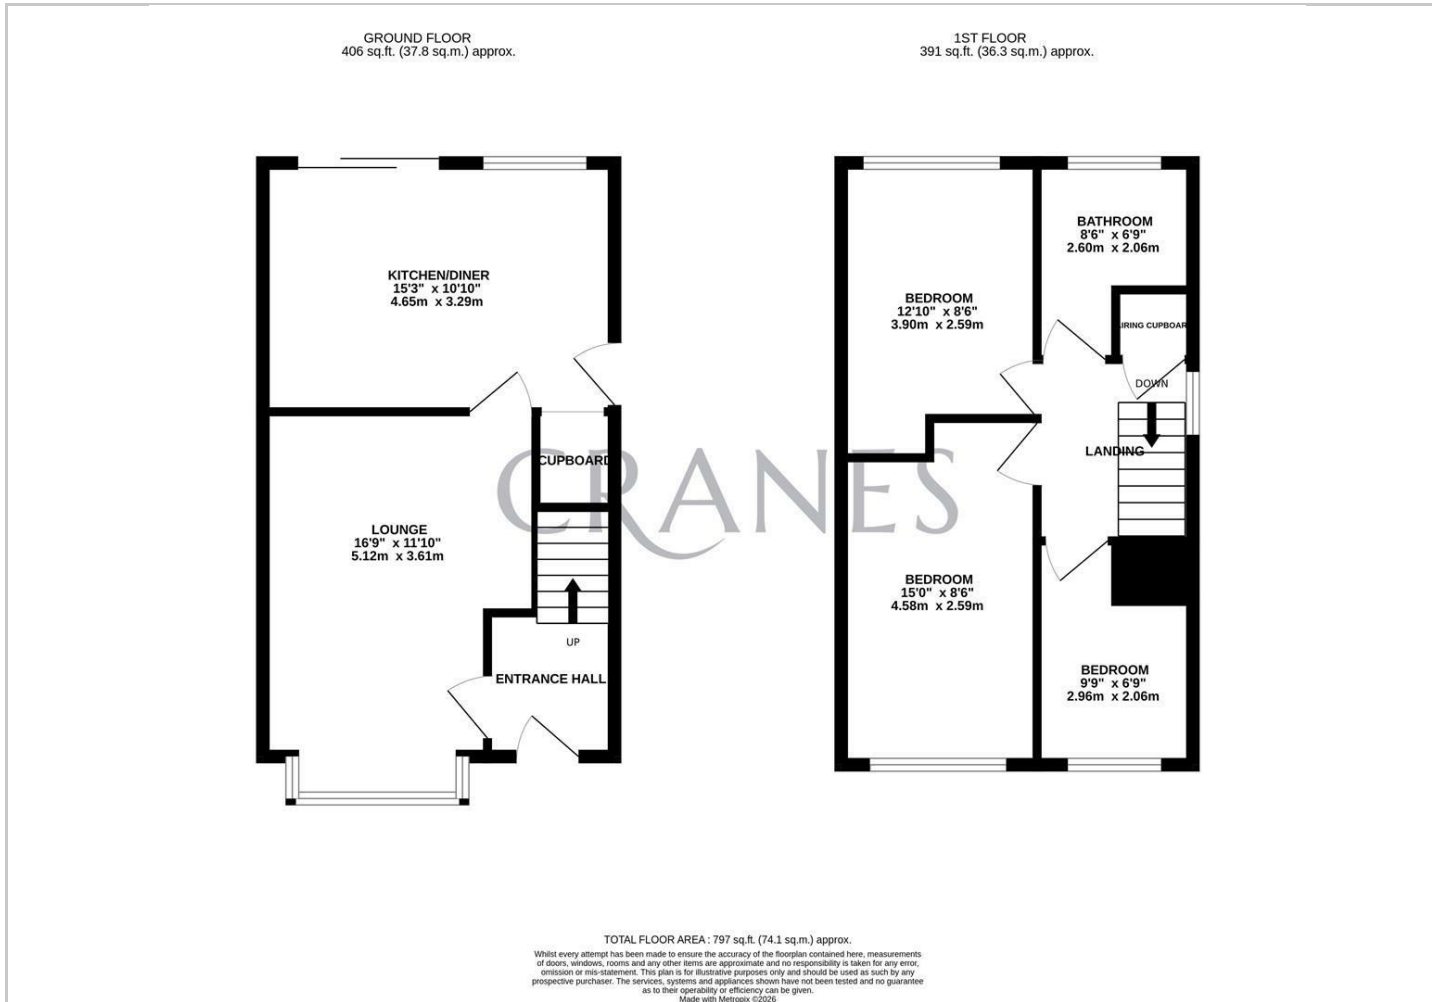 GROUND FLOOR
406 sq.ft. (37.8 sq.m.) approx.
1ST FLOOR
391 sq.ft. (36.3 sq.m.) approx.
KITCHEN/DINER
15'3" x 10'10"
4.65m x 3.29m
CUPBOARD
LOUNGE
16'9" x 11'10"
5.12m x 3.61m
UP
ENTRANCE HALL
BATHROOM
8'6" x 6'9"
2.60m x 2.06m
BEDROOM
12'10" x 8'6"
3.90m x 2.59m
IRING CUPBOAR
DOWN
LANDING
BEDROOM
15'0" x 8'6"
4.58m x 2.59m
BEDROOM
9'9" x 6'9"
2.96m x 2.06m
CRANES
TOTAL FLOOR AREA : 797 sq.ft. (74.1 sq.m.) approx.
Whilst every attempt has been made to ensure the accuracy of the floorplan contained here, measurements
of doors, windows, rooms and any other items are approximate and no responsibility is taken for any error,
omission or mis-statement. This plan is for illustrative purposes only and should be used as such by any
prospective purchaser. The services, systems and appliances shown have not been tested and no guarantee
as to their operability or efficiency can be given.
Made with Metropix ©2026